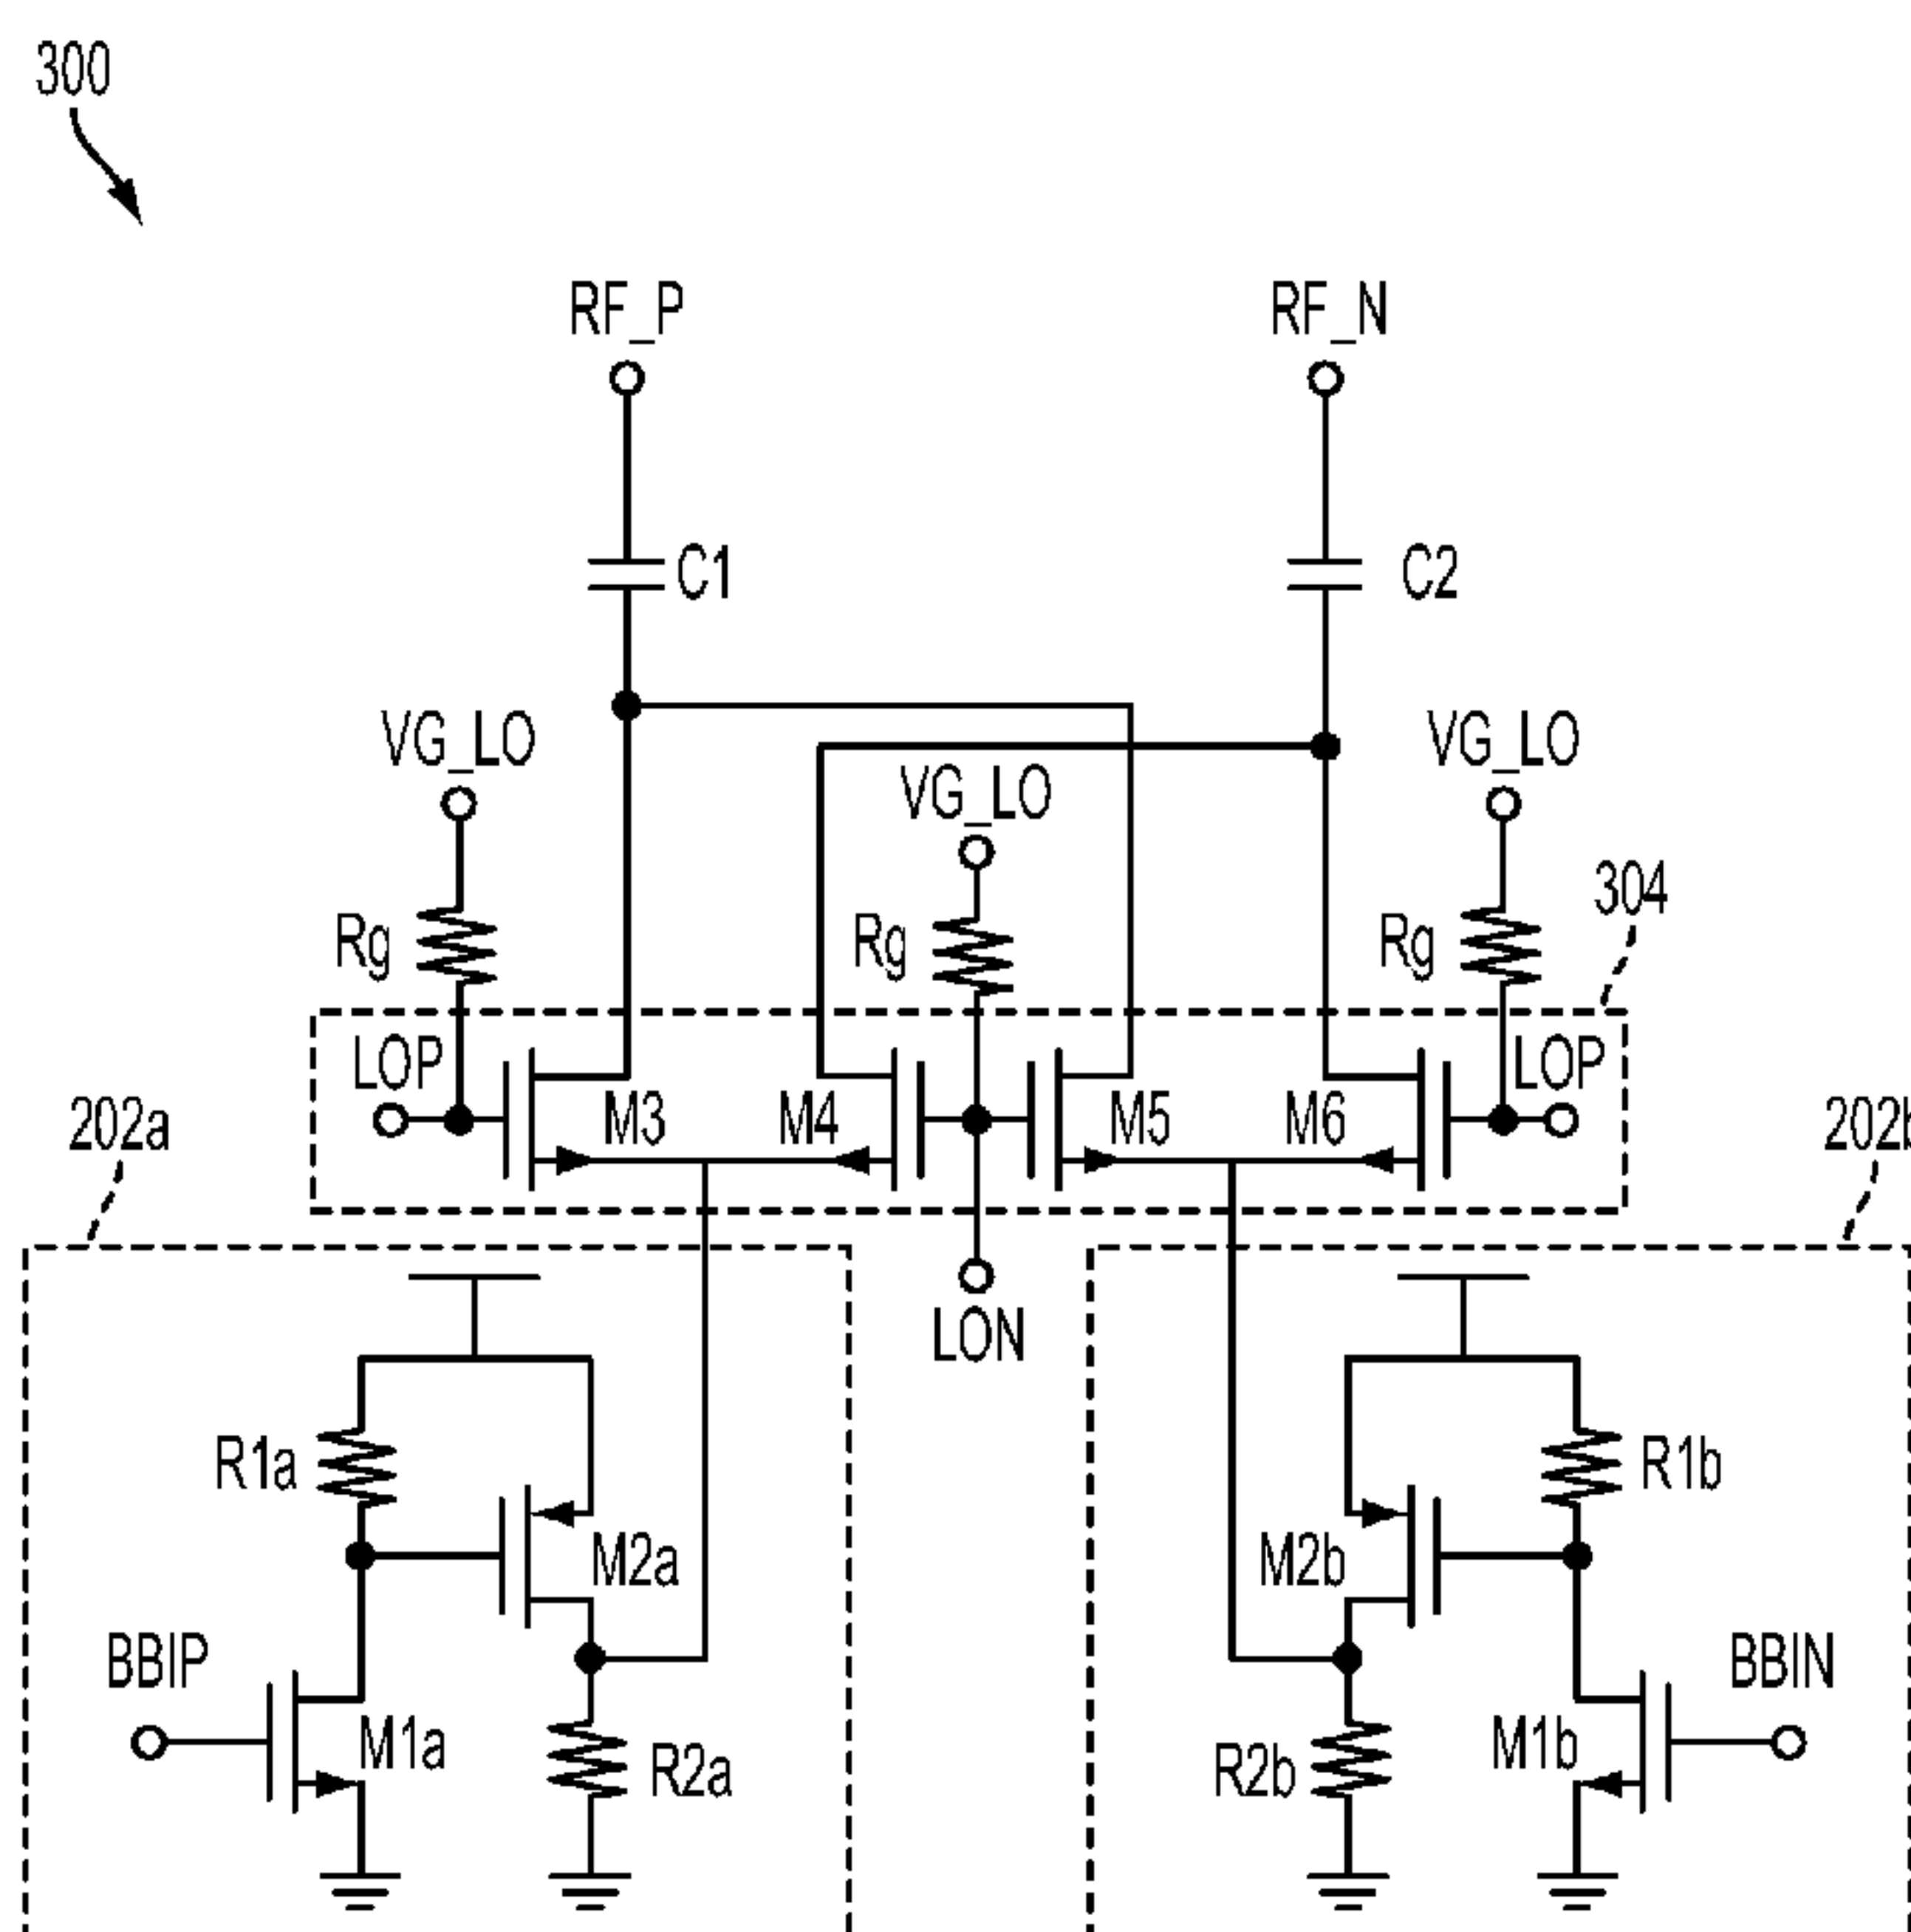 300
RF_P
RF_N
C1
C2
VG_LO
VG_LO
VG_LO
304
Rg
Rg
Rg
LOP
LOP
202a
M3
M4
M5
M6
LON
R1a
R1b
M2a
M2b
BBIP
BBIN
M1a
R2a
R2b
M1b